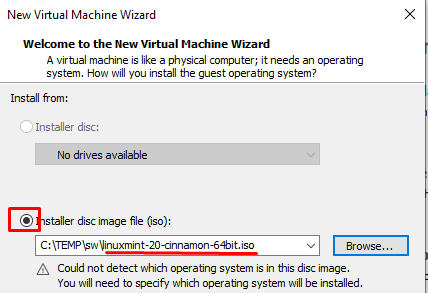 New Virtual Machine Wizard
Welcome to the New Virtual Machine Wizard
A virtual machine is like a physical computer; it needs an operating
system. How will you install the guest operating system?
Install from:
Installer disc:
No drives available
Installer disc image file (iso):
C:\TEMP\sw\linuxmint-20-cinnamon-64bit.iso
Browse...
Could not detect which operating system is in this disc image.
You will need to specify which operating system will be installed.